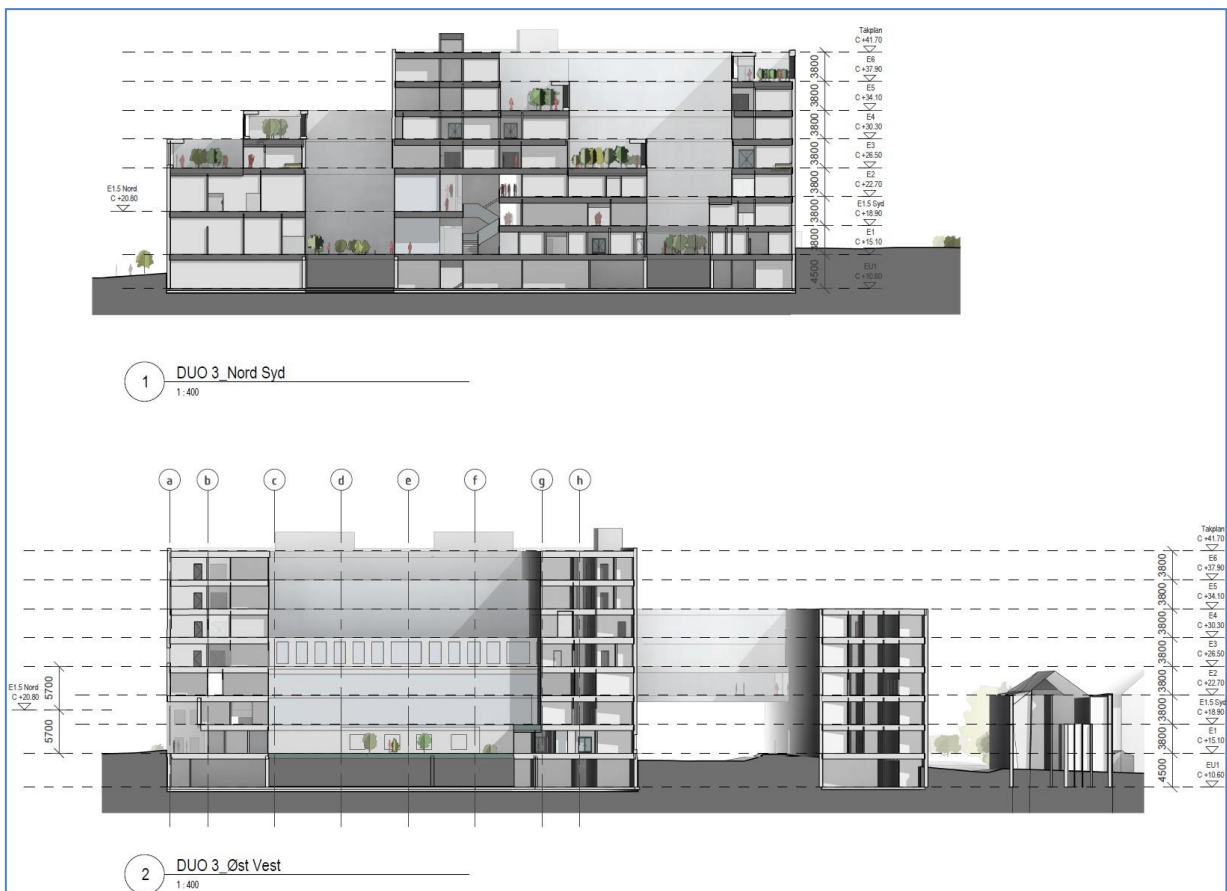 Takplan
C +41.70
E6
C +37.90
3800
E5
C +34.10
3800
E4
C +30.30
3800
E3
C +26.50
3800
E2
C +22.70
3800
E1.5 Nord
C +20.80
E1.5 Syd
C +18.90
3800
E1
C +15.10
3800
EU1
C +10.60
4500
1
DUO 3_Nord Syd
1 : 400
a b c d e f g h
Takplan
C +41.70
E6
C +37.90
3800
E5
C +34.10
3800
E4
C +30.30
3800
E3
C +26.50
3800
E2
C +22.70
3800
5700
E1.5 Nord
C +20.80
E1.5 Syd
C +18.90
3800
5700
E1
C +15.10
3800
EU1
C +10.60
4500
2
DUO 3_Øst Vest
1 : 400